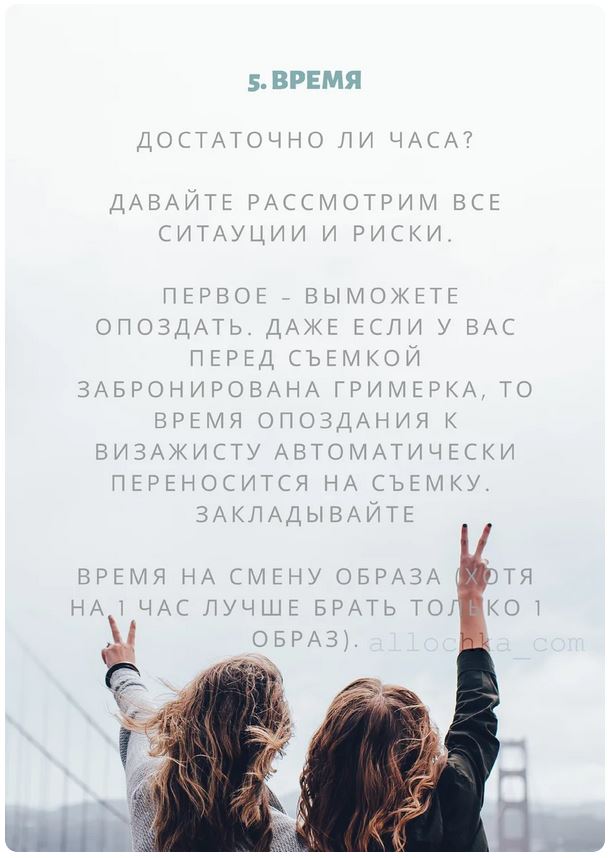 5. ВРЕМЯ
ДОСТАТОЧНО ЛИ ЧАСА?
ДАВАЙТЕ РАССМОТРИМ ВСЕ
СИТАУЦИИ И РИСКИ.
ПЕРВОЕ – ВЫМОЖЕТЕ
ОПОЗДАТЬ. ДАЖЕ ЕСЛИ У ВАС
ПЕРЕД СЪЕМКОЙ
ЗАБРОНИРОВАНА ГРИМЕРКА, ТО
ВРЕМЯ ОПОЗДАНИЯ К
ВИЗАЖИСТУ АВТОМАТИЧЕСКИ
ПЕРЕНОСИТСЯ НА СЪЕМКУ.
ЗАКЛАДЫВАЙТЕ
ВРЕМЯ НА СМЕНУ ОБРАЗА (ХОТЯ
НА 1 ЧАС ЛУЧШЕ БРАТЬ ТОЛЬКО 1
ОБРАЗ).
allochka_com